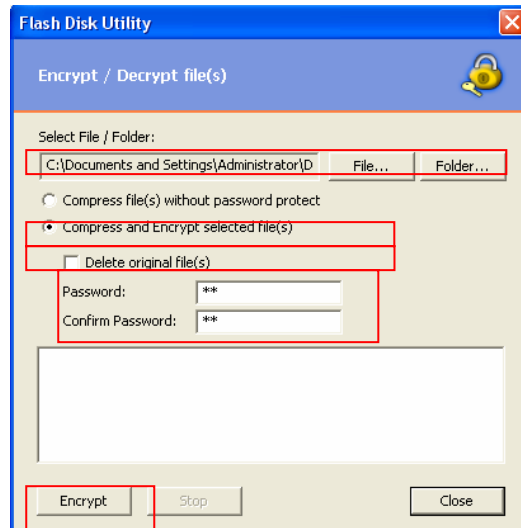 Flash Disk Utility
Encrypt / Decrypt file(s)
Select File / Folder:
C:\Documents and Settings\Administrator\D File... Folder...
Compress file(s) without password protect
Compress and Encrypt selected file(s)
Delete original file(s)
Password: **
Confirm Password: **
Encrypt Stop Close